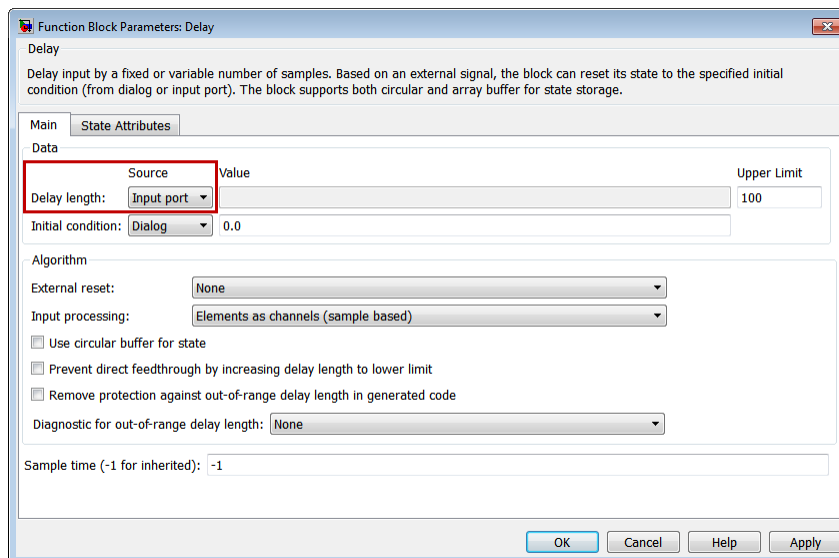 Function Block Parameters: Delay
Delay
Delay input by a fixed or variable number of samples. Based on an external signal, the block can reset its state to the specified initial
condition (from dialog or input port). The block supports both circular and array buffer for state storage.
Main State Attributes
Data
Source Value Upper Limit
Delay length: Input port 100
Initial condition: Dialog 0.0
Algorithm
External reset: None
Input processing: Elements as channels (sample based)
Use circular buffer for state
Prevent direct feedthrough by increasing delay length to lower limit
Remove protection against out-of-range delay length in generated code
Diagnostic for out-of-range delay length: None
Sample time (-1 for inherited): -1
OK Cancel Help Apply